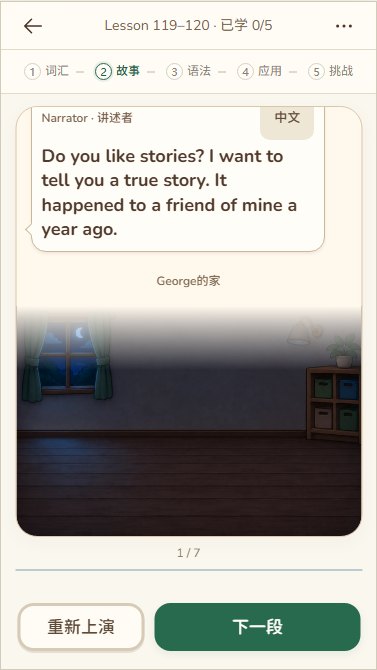 Lesson 119–120 · 已学 0/5
1 词汇 2 故事 3 语法 4 应用 5 挑战
Narrator · 讲述者
中文
Do you like stories? I want to
tell you a true story. It
happened to a friend of mine a
year ago.
George的家
1 / 7
重新上演
下一段